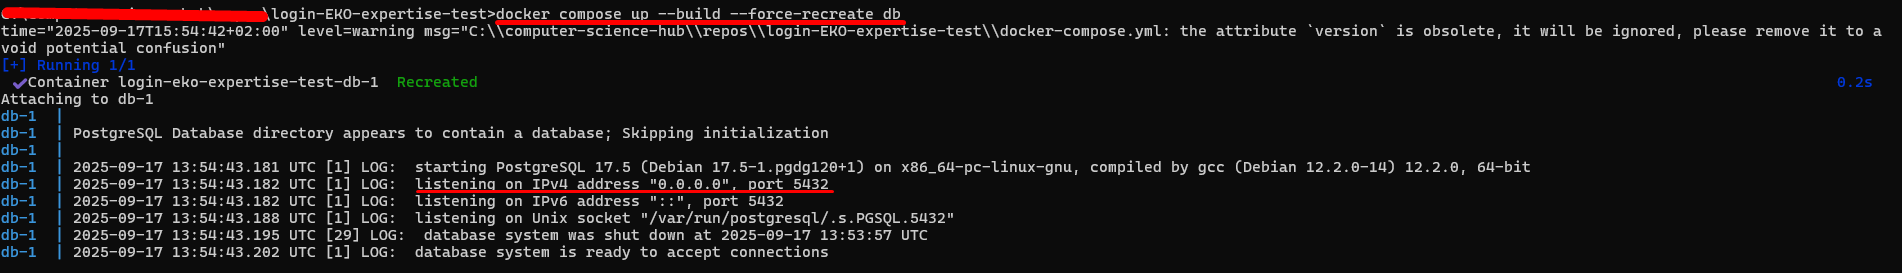 \login-EKO-expertise-test>docker compose up --build --force-recreate db
time="2025-09-17T15:54:42+02:00" level=warning msg="C:\\computer-science-hub\\repos\\login-EKO-expertise-test\\docker-compose.yml: the attribute `version` is obsolete, it will be ignored, please remove it to a
void potential confusion"
[+] Running 1/1
✔Container login-eko-expertise-test-db-1  Recreated 0.2s
Attaching to db-1
db-1  |
db-1  | PostgreSQL Database directory appears to contain a database; Skipping initialization
db-1  |
db-1  | 2025-09-17 13:54:43.181 UTC [1] LOG:  starting PostgreSQL 17.5 (Debian 17.5-1.pgdg120+1) on x86_64-pc-linux-gnu, compiled by gcc (Debian 12.2.0-14) 12.2.0, 64-bit
db-1  | 2025-09-17 13:54:43.182 UTC [1] LOG:  listening on IPv4 address "0.0.0.0", port 5432
db-1  | 2025-09-17 13:54:43.182 UTC [1] LOG:  listening on IPv6 address "::", port 5432
db-1  | 2025-09-17 13:54:43.188 UTC [1] LOG:  listening on Unix socket "/var/run/postgresql/.s.PGSQL.5432"
db-1  | 2025-09-17 13:54:43.195 UTC [29] LOG:  database system was shut down at 2025-09-17 13:53:57 UTC
db-1  | 2025-09-17 13:54:43.202 UTC [1] LOG:  database system is ready to accept connections